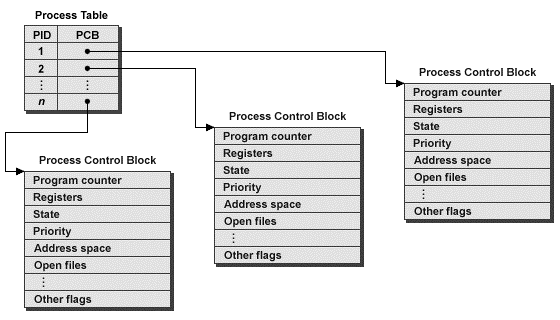 Process Table
PID PCB
1
2
⋮ ⋮
n
Process Control Block
Program counter
Registers
State
Priority
Address space
Open files
⋮
Other flags
Process Control Block
Program counter
Registers
State
Priority
Address space
Open files
⋮
Other flags
Process Control Block
Program counter
Registers
State
Priority
Address space
Open files
⋮
Other flags